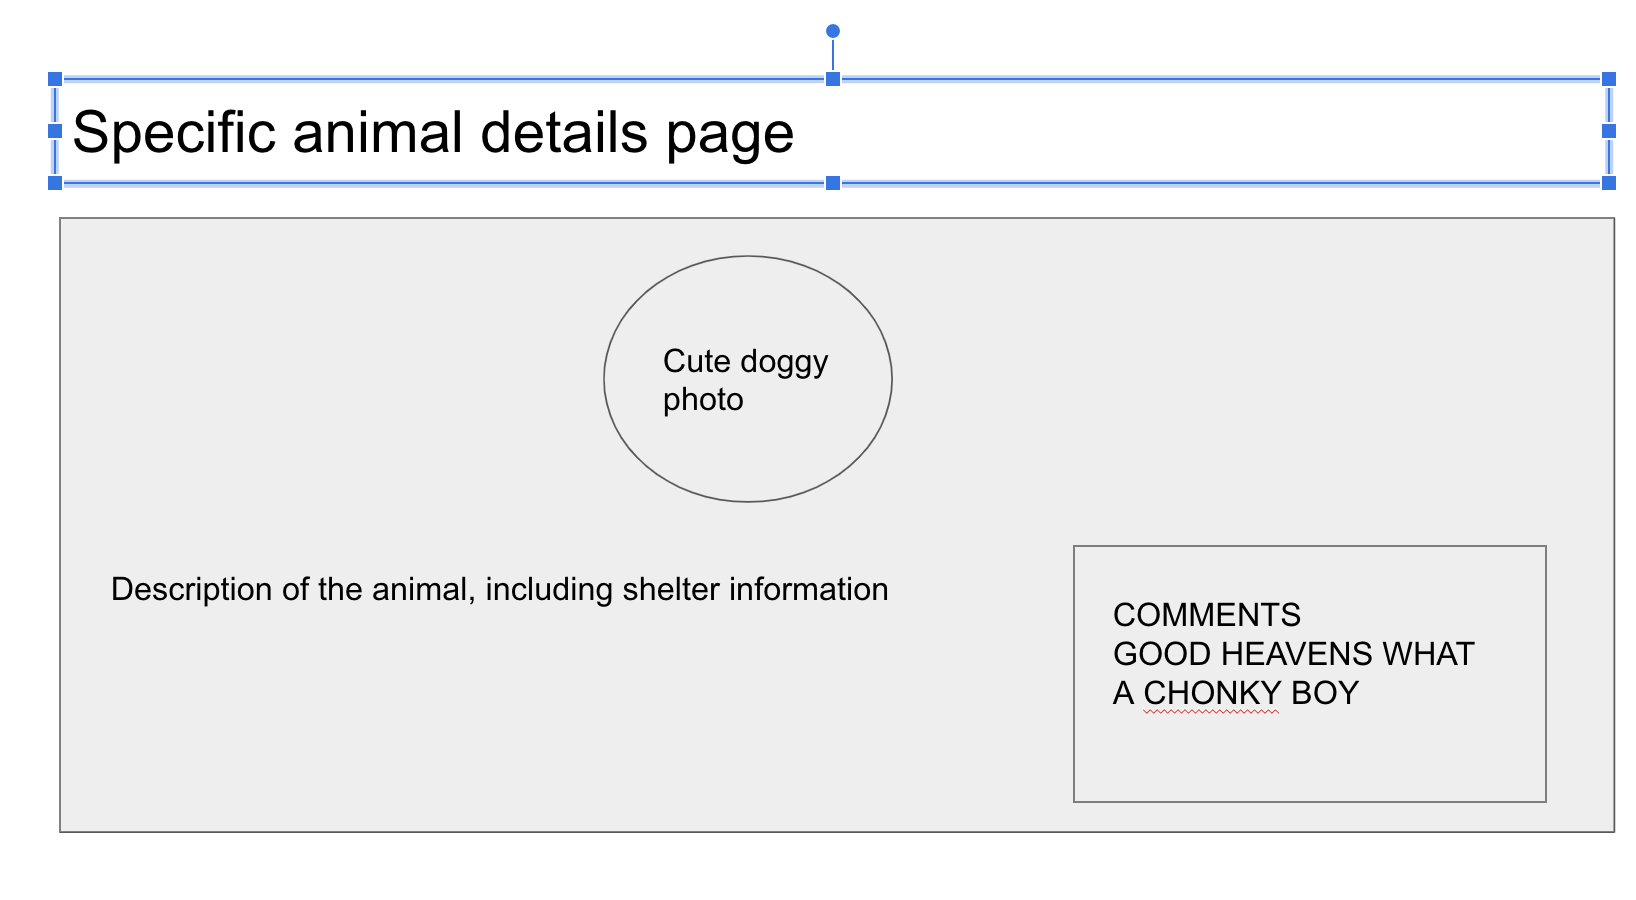 Specific animal details page
Cute doggy
photo
Description of the animal, including shelter information
COMMENTS
GOOD HEAVENS WHAT
A CHONKY BOY